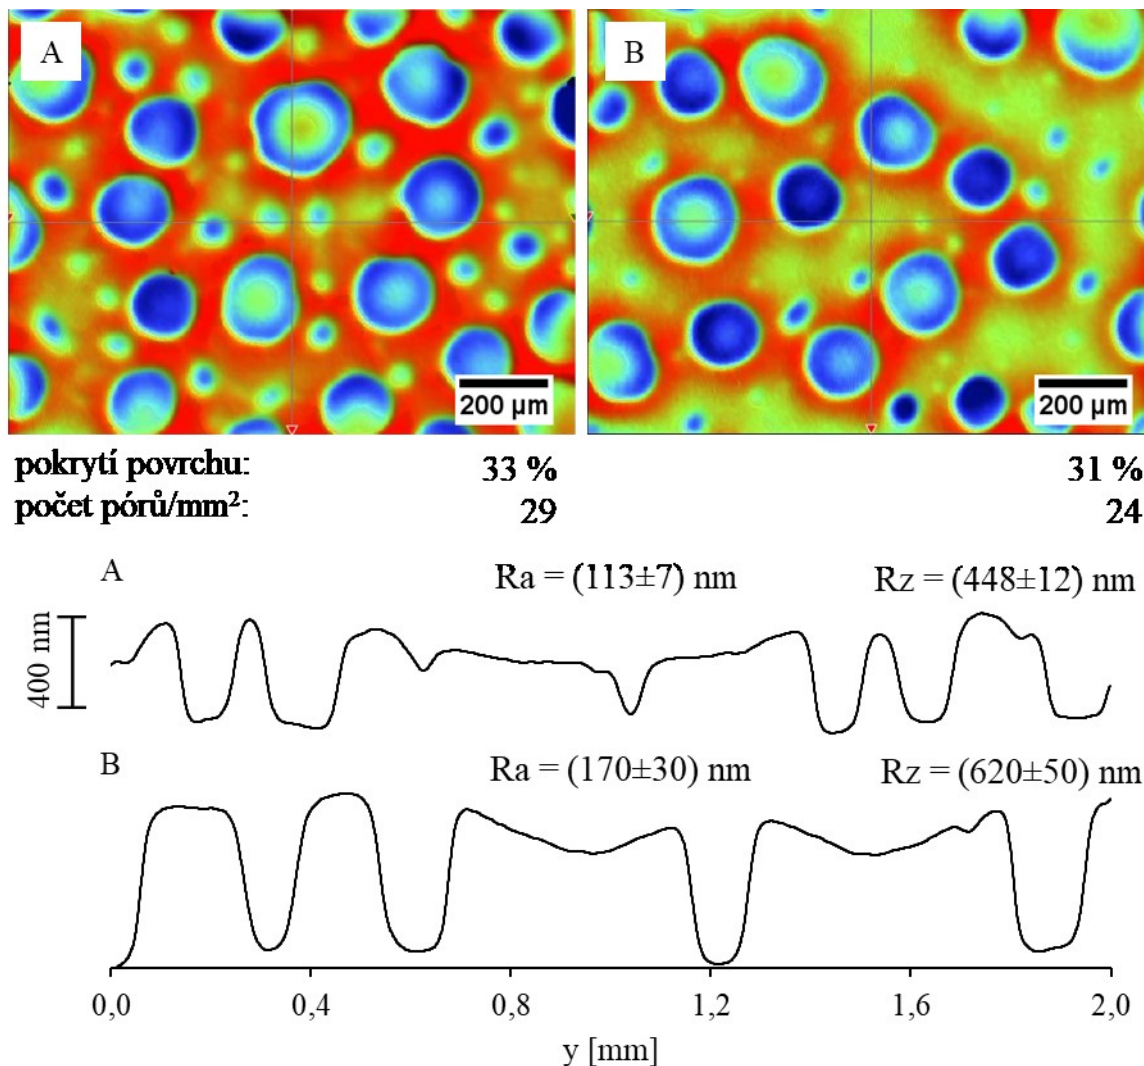 A
B
200 µm
200 µm
pokrytí povrchu: 33 % 31 %
počet pórů/mm²: 29 24
A Ra = (113±7) nm Rz = (448±12) nm
400 nm
B Ra = (170±30) nm Rz = (620±50) nm
0,0 0,4 0,8 1,2 1,6 2,0
y [mm]